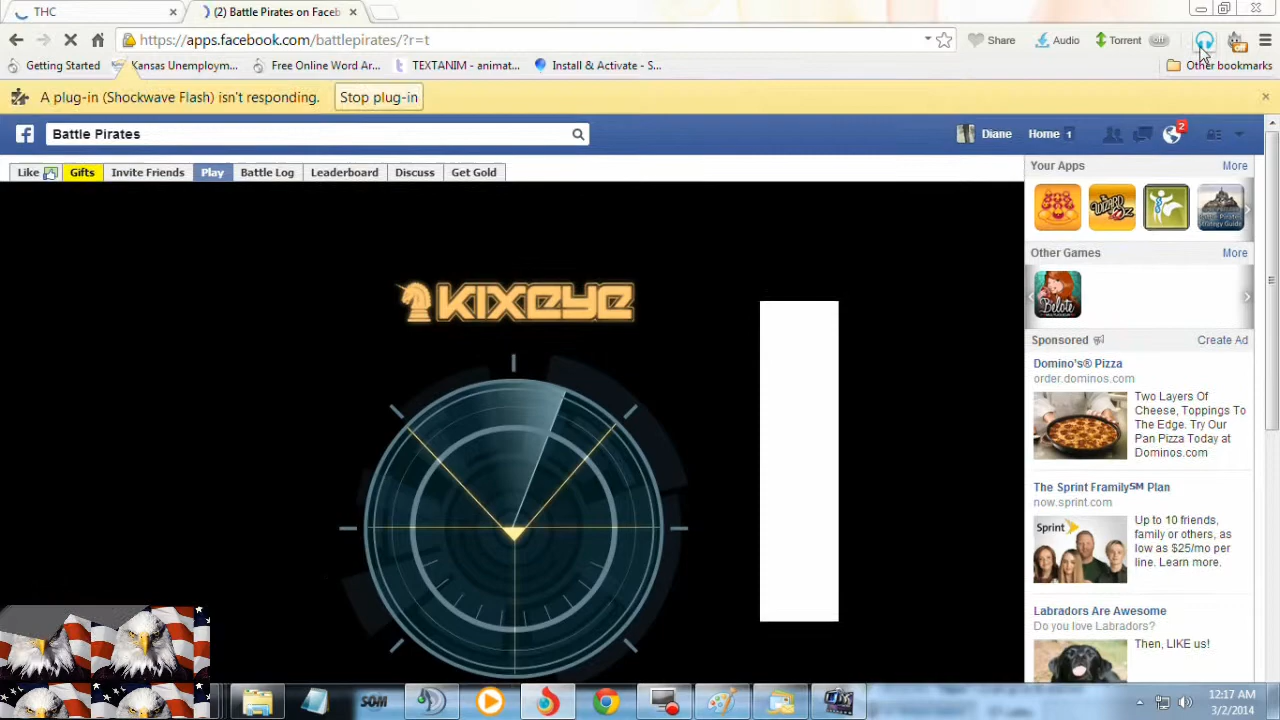 THC
(2) Battle Pirates on Faceb
https://apps.facebook.com/battlepirates/?r=t
Share
Audio
Torrent
Getting Started
Kansas Unemploym...
Free Online Word Ar...
TEXTANIM - animat...
Install & Activate - S...
Other bookmarks
A plug-in (Shockwave Flash) isn't responding.
Stop plug-in
Battle Pirates
Diane
Home 1
2
Like
Gifts
Invite Friends
Play
Battle Log
Leaderboard
Discuss
Get Gold
Your Apps
More
Other Games
More
Belote
KIXEYE
Sponsored
Create Ad
Domino's® Pizza
order.dominos.com
Two Layers Of
Cheese, Toppings To
The Edge. Try Our
Pan Pizza Today at
Dominos.com
The Sprint Framily℠ Plan
now.sprint.com
Sprint
Up to 10 friends,
family or others, as
low as $25/mo per
line. Learn more.
Labradors Are Awesome
Do you love Labradors?
Then, LIKE us!
SOM
12:17 AM
3/2/2014